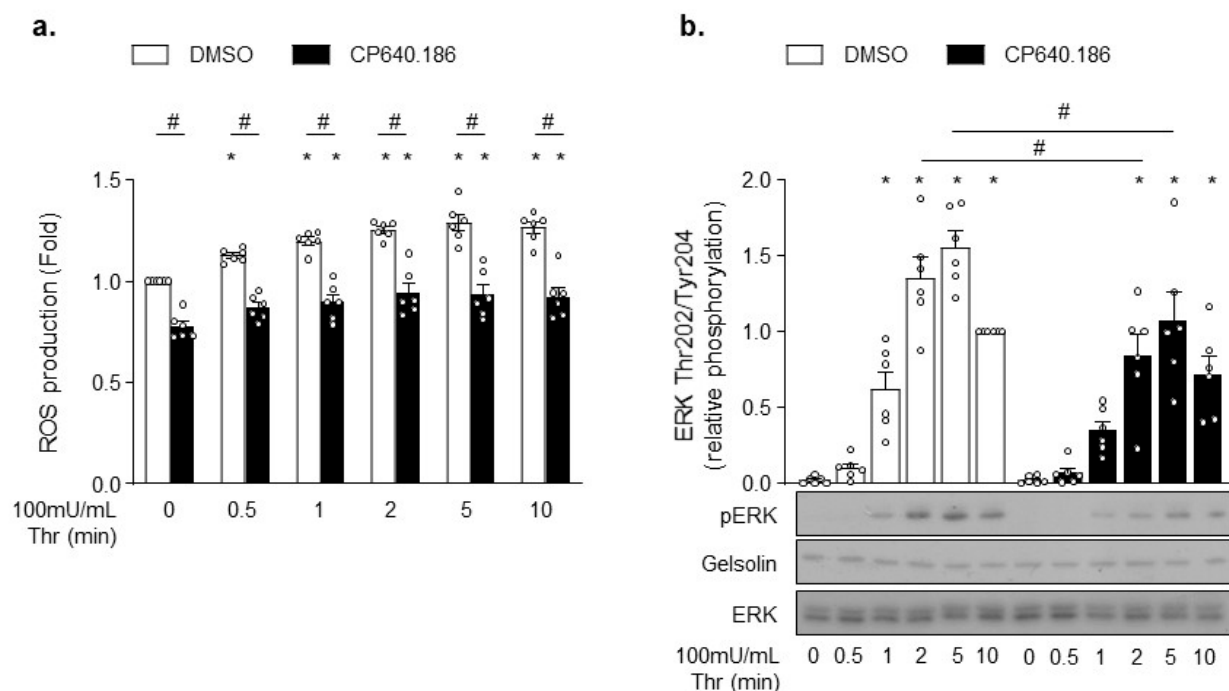 a.
DMSO CP640.186
# # # # # #
* * * * * * * * *
ROS production (Fold)
1.5
1.0
0.5
0.0
100mU/mL
Thr (min)
0 0.5 1 2 5 10
b.
DMSO CP640.186
#
#
* * * * * * *
ERK Thr202/Tyr204
(relative phosphorylation)
2.0
1.5
1.0
0.5
0.0
pERK
Gelsolin
ERK
100mU/mL
Thr (min)
0 0.5 1 2 5 10 0 0.5 1 2 5 10